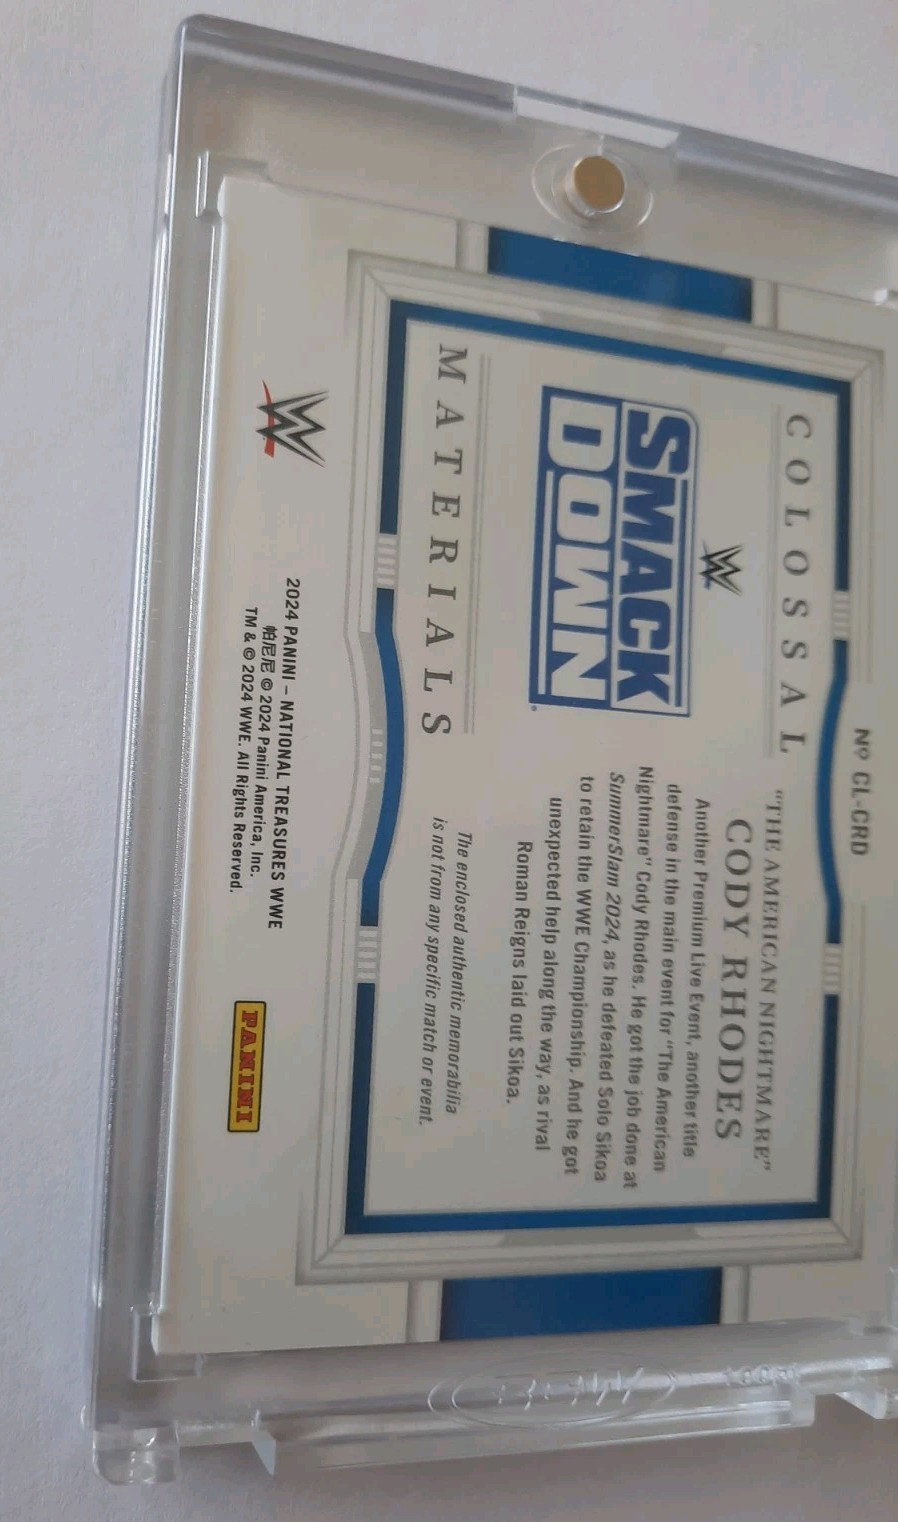 Nº CL-CRD
COLOSSAL
"THE AMERICAN NIGHTMARE"
CODY RHODES
W
SMACK
DOWN
Another Premium Live Event, another title
defense in the main event for "The American
Nightmare" Cody Rhodes. He got the job done at
SummerSlam 2024, as he defeated Solo Sikoa
to retain the WWE Championship. And he got
unexpected help along the way, as rival
Roman Reigns laid out Sikoa.
MATERIALS
The enclosed authentic memorabilia
is not from any specific match or event.
W
2024 PANINI – NATIONAL TREASURES WWE
帕尼尼 © 2024 Panini America, Inc.
TM & © 2024 WWE. All Rights Reserved.
PANINI
BCW